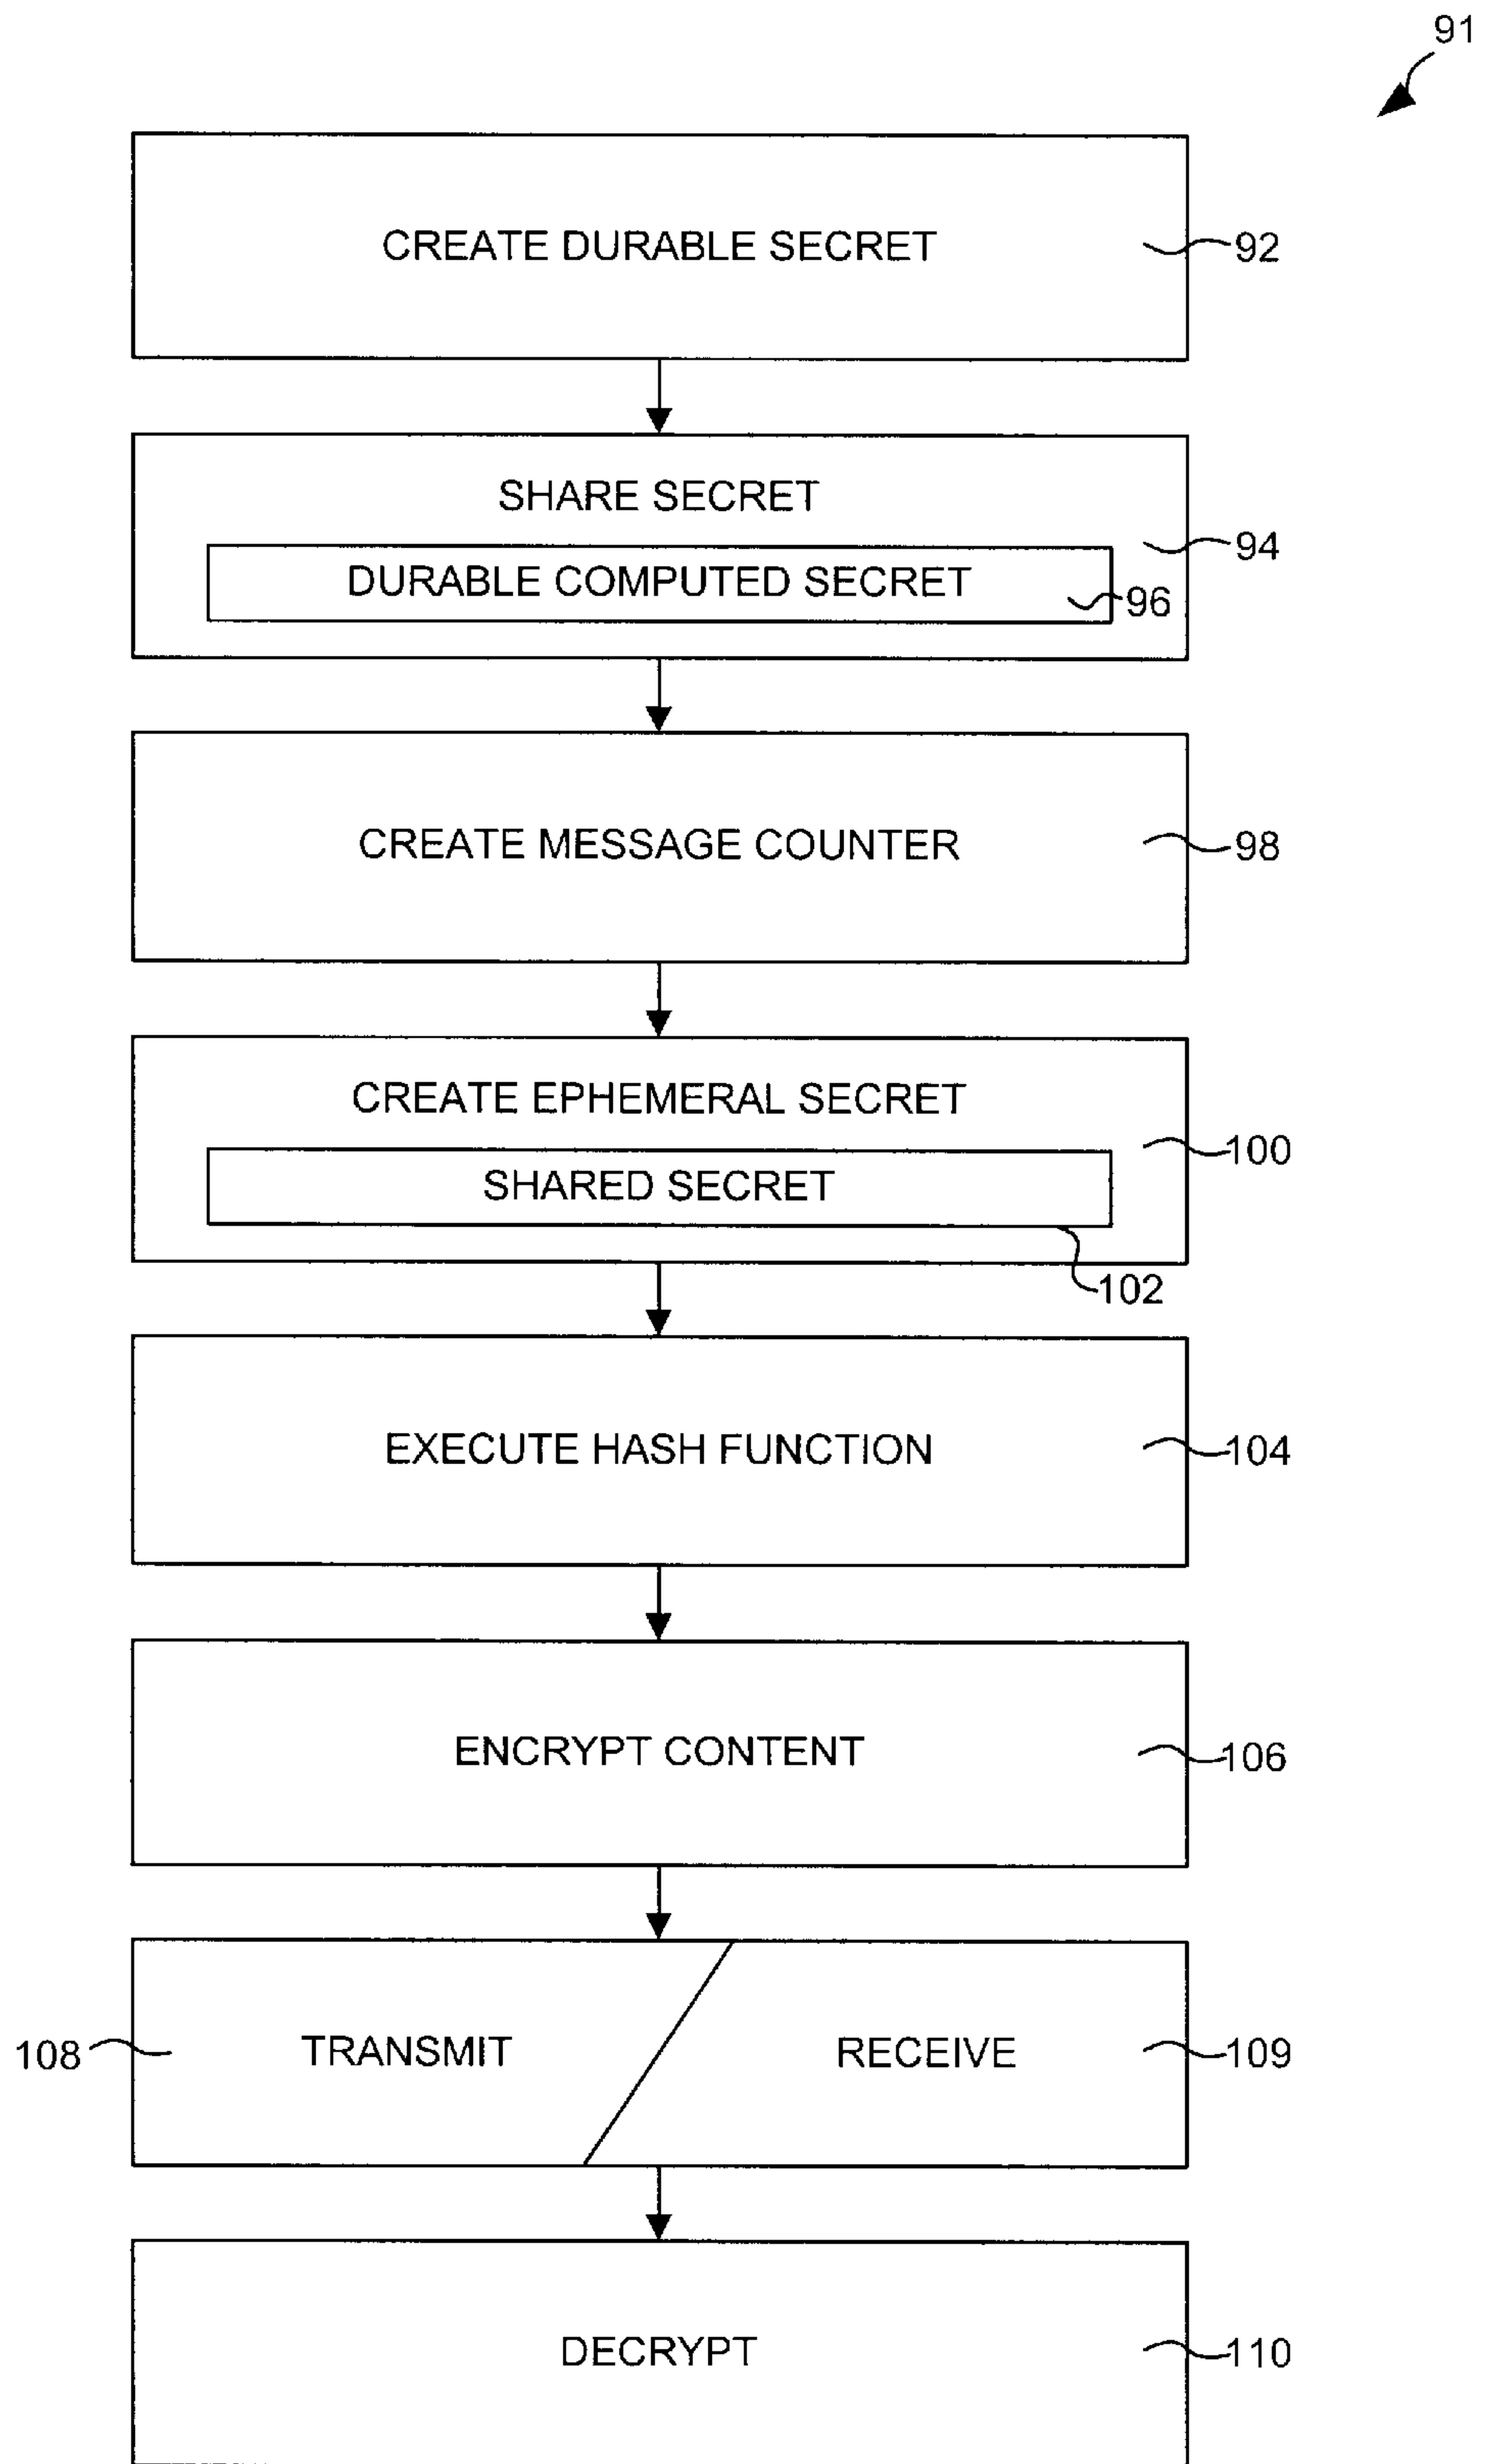 91
CREATE DURABLE SECRET
92
SHARE SECRET
94
DURABLE COMPUTED SECRET
96
CREATE MESSAGE COUNTER
98
CREATE EPHEMERAL SECRET
100
SHARED SECRET
102
EXECUTE HASH FUNCTION
104
ENCRYPT CONTENT
106
108
TRANSMIT
RECEIVE
109
DECRYPT
110